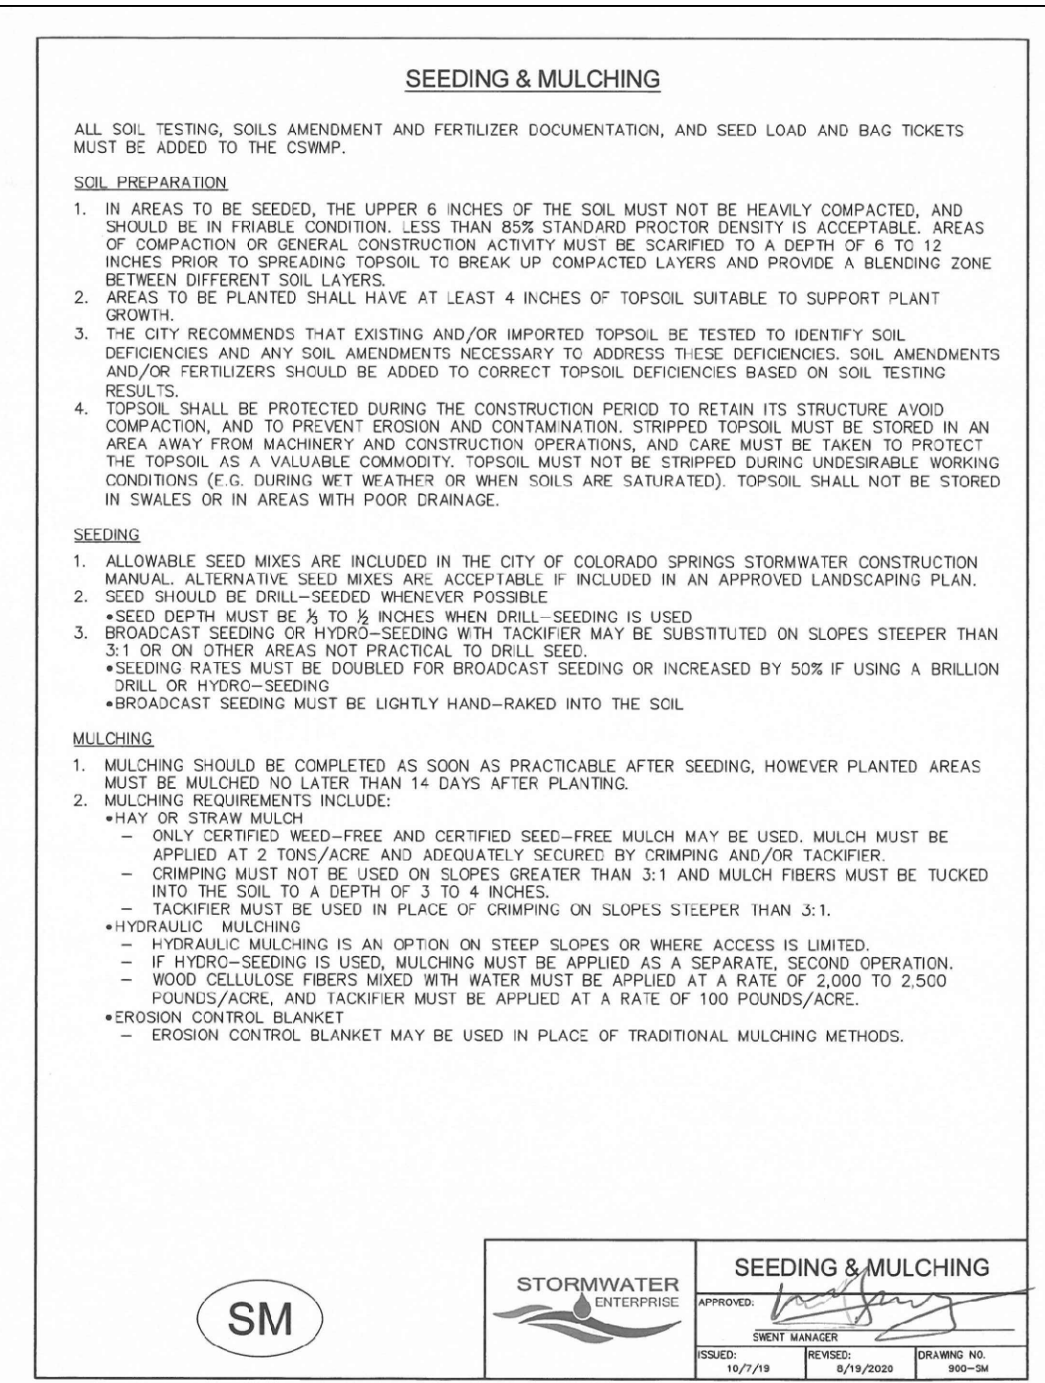 SEEDING & MULCHING
ALL SOIL TESTING, SOILS AMENDMENT AND FERTILIZER DOCUMENTATION, AND SEED LOAD AND BAG TICKETS
MUST BE ADDED TO THE CSWMP.
SOIL PREPARATION
1. IN AREAS TO BE SEEDED, THE UPPER 6 INCHES OF THE SOIL MUST NOT BE HEAVILY COMPACTED, AND
SHOULD BE IN FRIABLE CONDITION. LESS THAN 85% STANDARD PROCTOR DENSITY IS ACCEPTABLE. AREAS
OF COMPACTION OR GENERAL CONSTRUCTION ACTIVITY MUST BE SCARIFIED TO A DEPTH OF 6 TO 12
INCHES PRIOR TO SPREADING TOPSOIL TO BREAK UP COMPACTED LAYERS AND PROVIDE A BLENDING ZONE
BETWEEN DIFFERENT SOIL LAYERS.
2. AREAS TO BE PLANTED SHALL HAVE AT LEAST 4 INCHES OF TOPSOIL SUITABLE TO SUPPORT PLANT
GROWTH.
3. THE CITY RECOMMENDS THAT EXISTING AND/OR IMPORTED TOPSOIL BE TESTED TO IDENTIFY SOIL
DEFICIENCIES AND ANY SOIL AMENDMENTS NECESSARY TO ADDRESS THESE DEFICIENCIES. SOIL AMENDMENTS
AND/OR FERTILIZERS SHOULD BE ADDED TO CORRECT TOPSOIL DEFICIENCIES BASED ON SOIL TESTING
RESULTS.
4. TOPSOIL SHALL BE PROTECTED DURING THE CONSTRUCTION PERIOD TO RETAIN ITS STRUCTURE AVOID
COMPACTION, AND TO PREVENT EROSION AND CONTAMINATION. STRIPPED TOPSOIL MUST BE STORED IN AN
AREA AWAY FROM MACHINERY AND CONSTRUCTION OPERATIONS, AND CARE MUST BE TAKEN TO PROTECT
THE TOPSOIL AS A VALUABLE COMMODITY. TOPSOIL MUST NOT BE STRIPPED DURING UNDESIRABLE WORKING
CONDITIONS (E.G. DURING WET WEATHER OR WHEN SOILS ARE SATURATED). TOPSOIL SHALL NOT BE STORED
IN SWALES OR IN AREAS WITH POOR DRAINAGE.
SEEDING
1. ALLOWABLE SEED MIXES ARE INCLUDED IN THE CITY OF COLORADO SPRINGS STORMWATER CONSTRUCTION
MANUAL. ALTERNATIVE SEED MIXES ARE ACCEPTABLE IF INCLUDED IN AN APPROVED LANDSCAPING PLAN.
2. SEED SHOULD BE DRILL–SEEDED WHENEVER POSSIBLE
•SEED DEPTH MUST BE ⅓ TO ½ INCHES WHEN DRILL–SEEDING IS USED
3. BROADCAST SEEDING OR HYDRO–SEEDING WITH TACKIFIER MAY BE SUBSTITUTED ON SLOPES STEEPER THAN
3:1 OR ON OTHER AREAS NOT PRACTICAL TO DRILL SEED.
•SEEDING RATES MUST BE DOUBLED FOR BROADCAST SEEDING OR INCREASED BY 50% IF USING A BRILLION
DRILL OR HYDRO–SEEDING
•BROADCAST SEEDING MUST BE LIGHTLY HAND–RAKED INTO THE SOIL
MULCHING
1. MULCHING SHOULD BE COMPLETED AS SOON AS PRACTICABLE AFTER SEEDING, HOWEVER PLANTED AREAS
MUST BE MULCHED NO LATER THAN 14 DAYS AFTER PLANTING.
2. MULCHING REQUIREMENTS INCLUDE:
•HAY OR STRAW MULCH
– ONLY CERTIFIED WEED–FREE AND CERTIFIED SEED–FREE MULCH MAY BE USED. MULCH MUST BE
APPLIED AT 2 TONS/ACRE AND ADEQUATELY SECURED BY CRIMPING AND/OR TACKIFIER.
– CRIMPING MUST NOT BE USED ON SLOPES GREATER THAN 3:1 AND MULCH FIBERS MUST BE TUCKED
INTO THE SOIL TO A DEPTH OF 3 TO 4 INCHES.
– TACKIFIER MUST BE USED IN PLACE OF CRIMPING ON SLOPES STEEPER THAN 3:1.
•HYDRAULIC MULCHING
– HYDRAULIC MULCHING IS AN OPTION ON STEEP SLOPES OR WHERE ACCESS IS LIMITED.
– IF HYDRO–SEEDING IS USED, MULCHING MUST BE APPLIED AS A SEPARATE, SECOND OPERATION.
– WOOD CELLULOSE FIBERS MIXED WITH WATER MUST BE APPLIED AT A RATE OF 2,000 TO 2,500
POUNDS/ACRE, AND TACKIFIER MUST BE APPLIED AT A RATE OF 100 POUNDS/ACRE.
•EROSION CONTROL BLANKET
– EROSION CONTROL BLANKET MAY BE USED IN PLACE OF TRADITIONAL MULCHING METHODS.
SM
STORMWATER
ENTERPRISE
SEEDING & MULCHING
APPROVED:
SWENT MANAGER
ISSUED:
10/7/19
REVISED:
8/19/2020
DRAWING NO.
900–SM